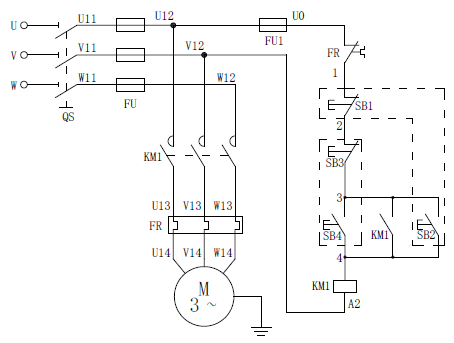 U U11 U12 U0
V V11 V12 FU1 FR
W W11 W12 1
FU
QS SB1
2
KM1 SB3
3
U13 V13 W13
FR SB4 KM1 SB2
U14 V14 W14 4
M KM1
3 ~ A2